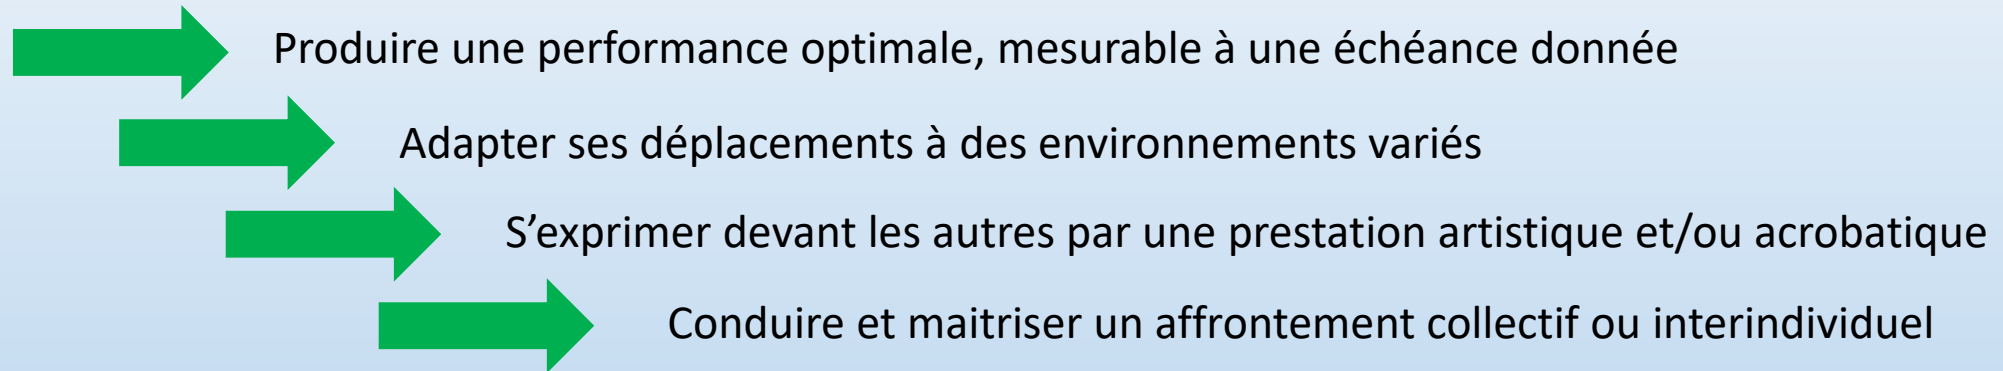 Produire une performance optimale, mesurable à une échéance donnée
Adapter ses déplacements à des environnements variés
S’exprimer devant les autres par une prestation artistique et/ou acrobatique
Conduire et maitriser un affrontement collectif ou interindividuel